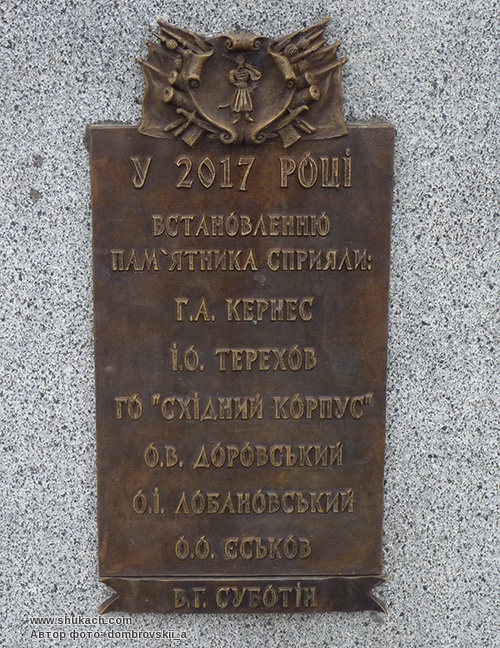 У 2017 РОЦІ
ВСТАНОВЛЕННЮ
ПАМ`ЯТНИКА СПРИЯЛИ:
Г.А. КЕРНЕС
І.О. ТЕРЕХОВ
ГО "СХІДНИЙ КОРПУС"
О.В. ДОРОВСЬКИЙ
О.І. ЛОБАНОВСЬКИЙ
О.О. ЄСЬКОВ
В.Г. СУБОТІН
www.shukach.com
Автор фото: dombrovskii_a